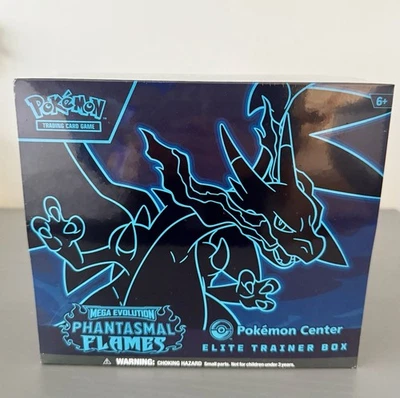 Pokémon
TRADING CARD GAME
6+
MEGA EVOLUTION
PHANTASMAL
FLAMES
Pokémon Center
ELITE TRAINER BOX
WARNING: CHOKING HAZARD Small parts. Not for children under 3 years.